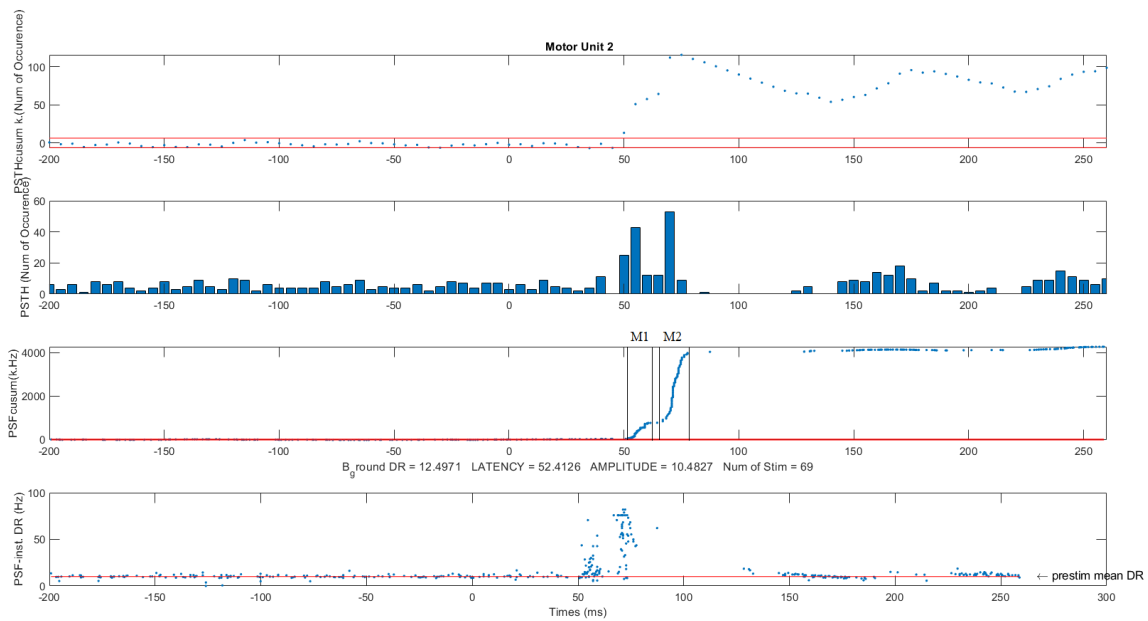 Motor Unit 2
PSTHcusum k.(Num of Occurence)
100
50
0
-200 -150 -100 -50 0 50 100 150 200 250
PSTH (Num of Occurence)
60
40
20
0
-200 -150 -100 -50 0 50 100 150 200 250
M1 M2
PSFcusum(k.Hz)
4000
2000
0
-200 -150 -100 -50 0 50 100 150 200 250
B_ground DR = 12.4971 LATENCY = 52.4126 AMPLITUDE = 10.4827 Num of Stim = 69
PSF-inst. DR (Hz)
100
50
0
← prestim mean DR
-200 -150 -100 -50 0 50 100 150 200 250 300
Times (ms)